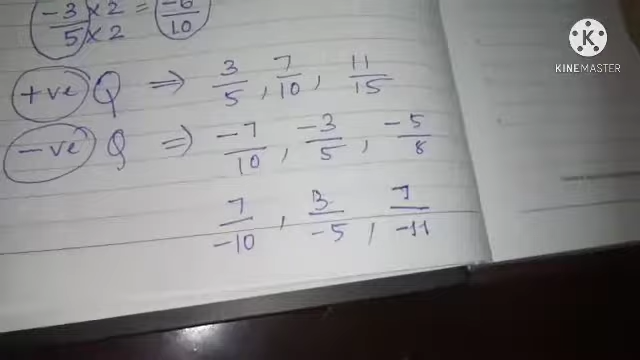 -3/5 × 2/2 = -6/10
+ve Q ⇒ 3/5, 7/10, 11/15
-ve Q ⇒ -7/10, -3/5, -5/8
7/-10, 3/-5, 7/-11
K
KINEMASTER